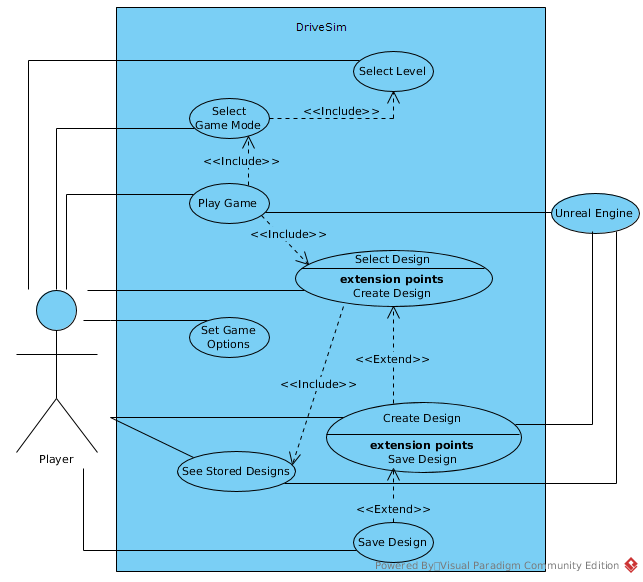 DriveSim
Select Level
<<Include>>
Select
Game Mode
<<Include>>
Play Game
Unreal Engine
<<Include>>
Select Design
extension points
Create Design
Set Game
Options
<<Extend>>
<<Include>>
Create Design
extension points
Save Design
Player
See Stored Designs
<<Extend>>
Save Design
Powered By Visual Paradigm Community Edition